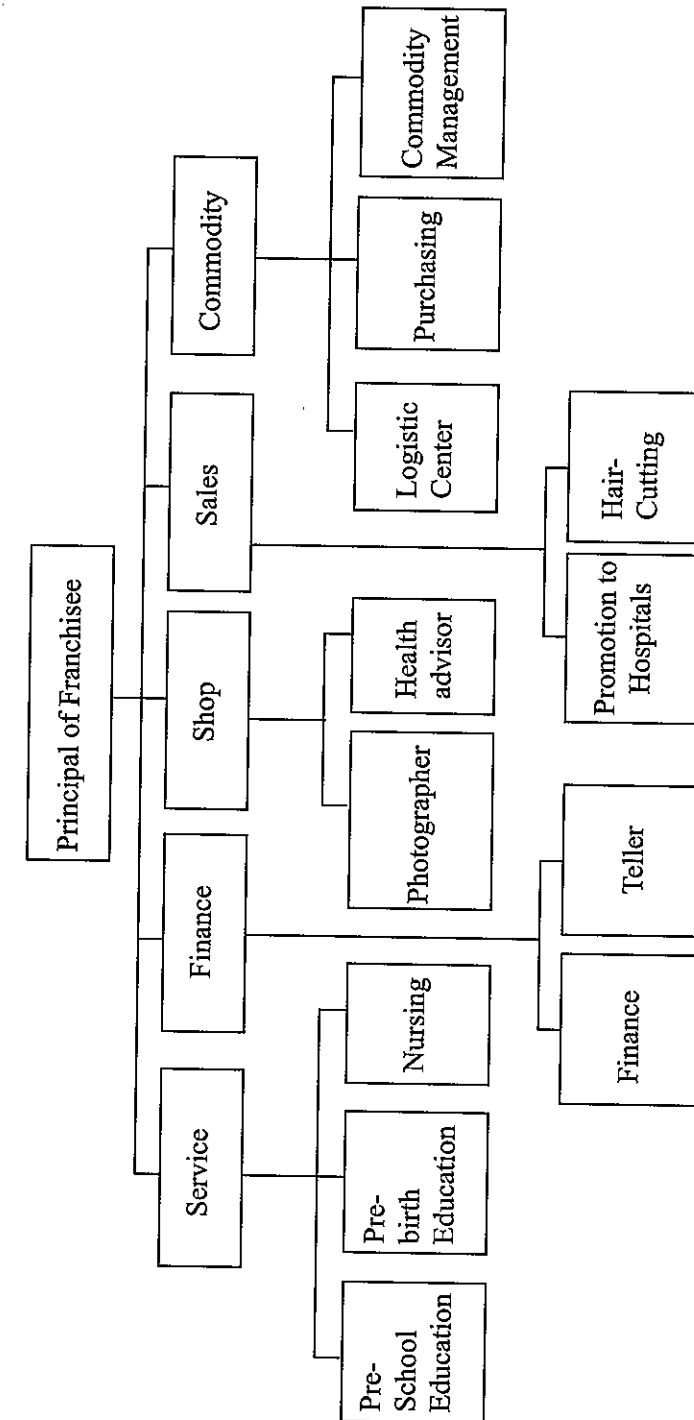 Principal of Franchisee
Service
Finance
Shop
Sales
Commodity
Pre-
School
Education
Pre-
birth
Education
Nursing
Photographer
Health
advisor
Logistic
Center
Purchasing
Commodity
Management
Finance
Teller
Promotion to
Hospitals
Hair-
Cutting